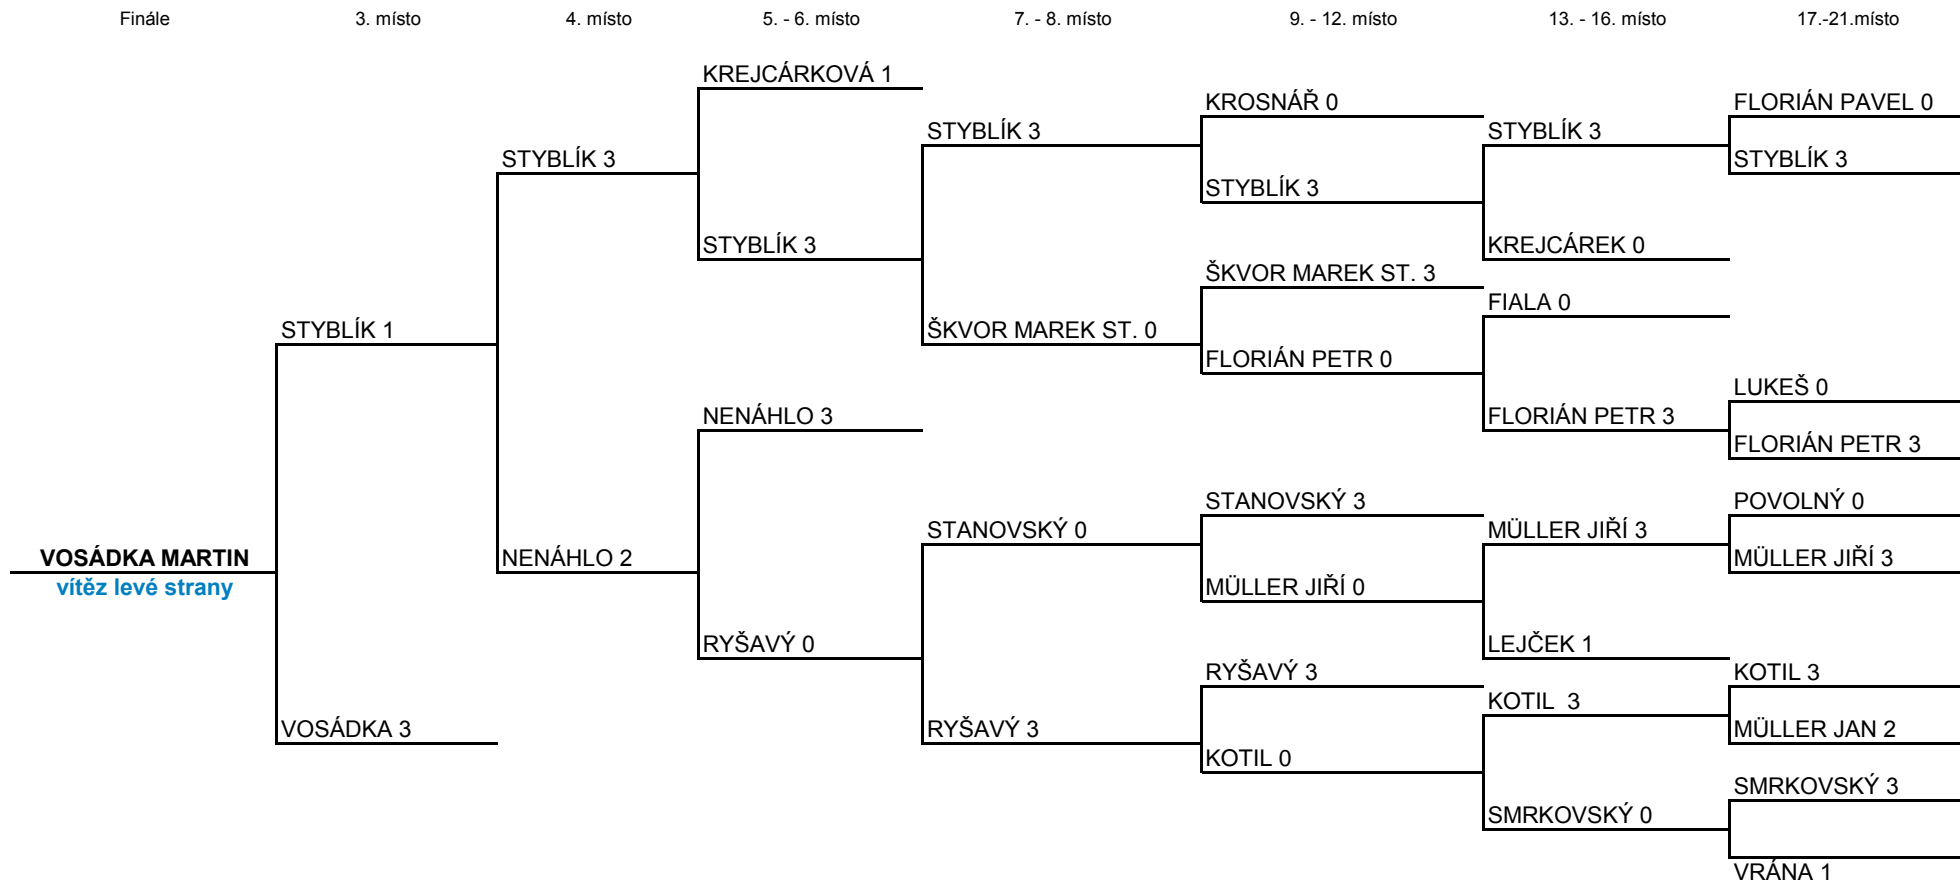 Finále
3. místo
4. místo
5. - 6. místo
7. - 8. místo
9. - 12. místo
13. - 16. místo
17.-21.místo
KREJCÁRKOVÁ 1
KROSNÁŘ 0
FLORIÁN PAVEL 0
STYBLÍK 3
STYBLÍK 3
STYBLÍK 3
STYBLÍK 3
STYBLÍK 3
STYBLÍK 3
KREJCÁREK 0
ŠKVOR MAREK ST. 3
FIALA 0
STYBLÍK 1
ŠKVOR MAREK ST. 0
FLORIÁN PETR 0
LUKEŠ 0
NENÁHLO 3
FLORIÁN PETR 3
FLORIÁN PETR 3
STANOVSKÝ 3
POVOLNÝ 0
STANOVSKÝ 0
MÜLLER JIŘÍ 3
VOSÁDKA MARTIN
NENÁHLO 2
MÜLLER JIŘÍ 3
vítěz levé strany
MÜLLER JIŘÍ 0
RYŠAVÝ 0
LEJČEK 1
RYŠAVÝ 3
KOTIL 3
KOTIL  3
VOSÁDKA 3
RYŠAVÝ 3
MÜLLER JAN 2
KOTIL 0
SMRKOVSKÝ 3
SMRKOVSKÝ 0
VRÁNA 1